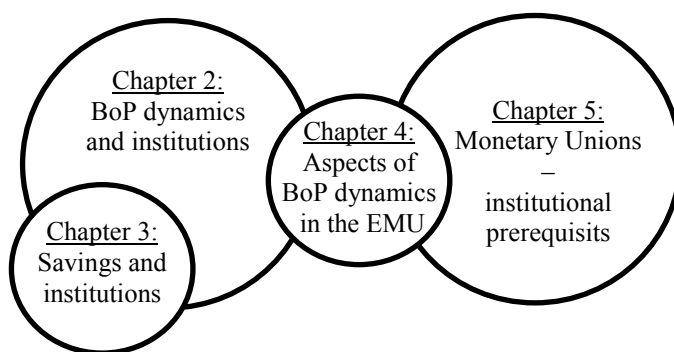 Chapter 2:
BoP dynamics
and institutions
Chapter 3:
Savings and
institutions
Chapter 4:
Aspects of
BoP dynamics
in the EMU
Chapter 5:
Monetary Unions
–
institutional
prerequisits